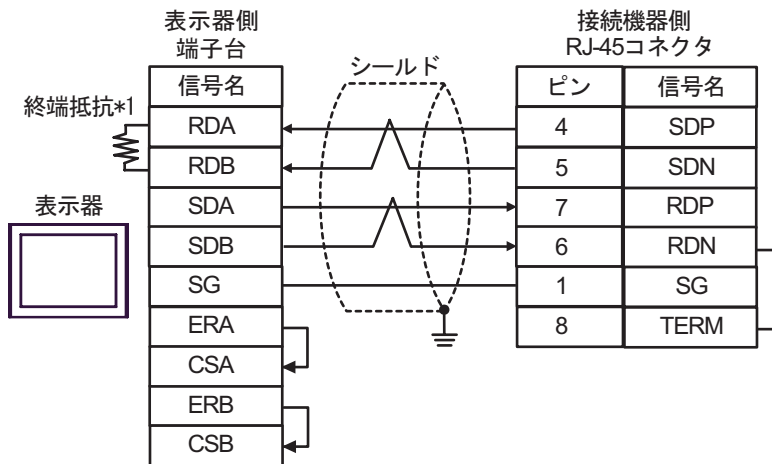 表示器側
端子台
接続機器側
RJ-45コネクタ
シールド
終端抵抗*1
表示器
信号名
RDA
RDB
SDA
SDB
SG
ERA
CSA
ERB
CSB
ピン 信号名
4 SDP
5 SDN
7 RDP
6 RDN
1 SG
8 TERM